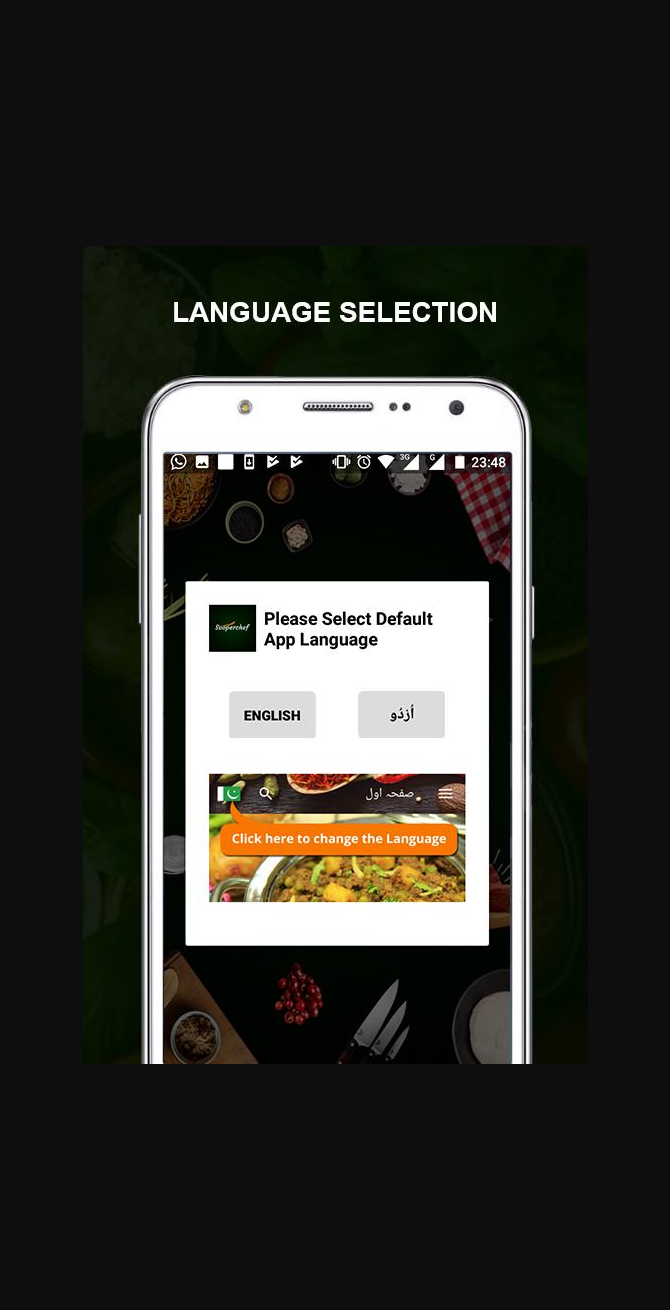 LANGUAGE SELECTION
3G
G
23:48
Sooperchef
Please Select Default
App Language
ENGLISH
اُردُو
صفحہ اول
Click here to change the Language